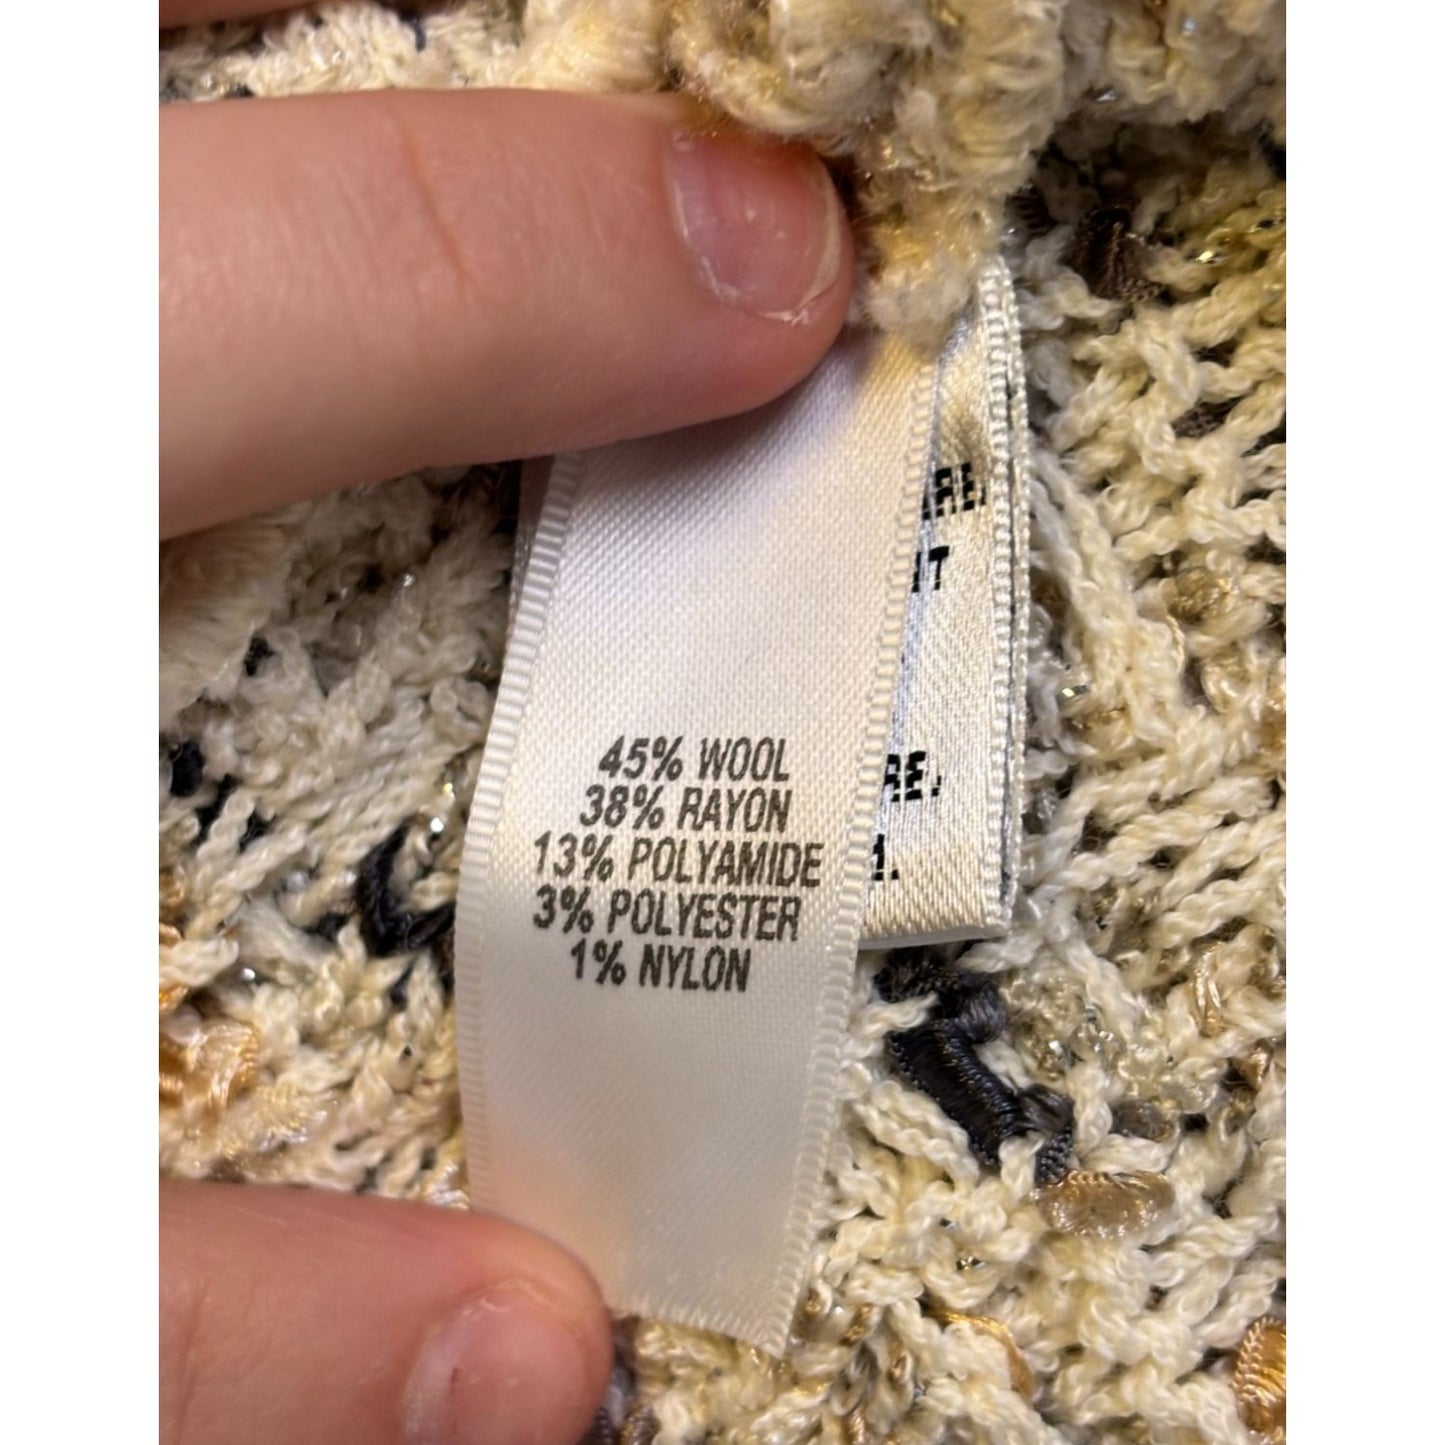 45% WOOL
38% RAYON
13% POLYAMIDE
3% POLYESTER
1% NYLON